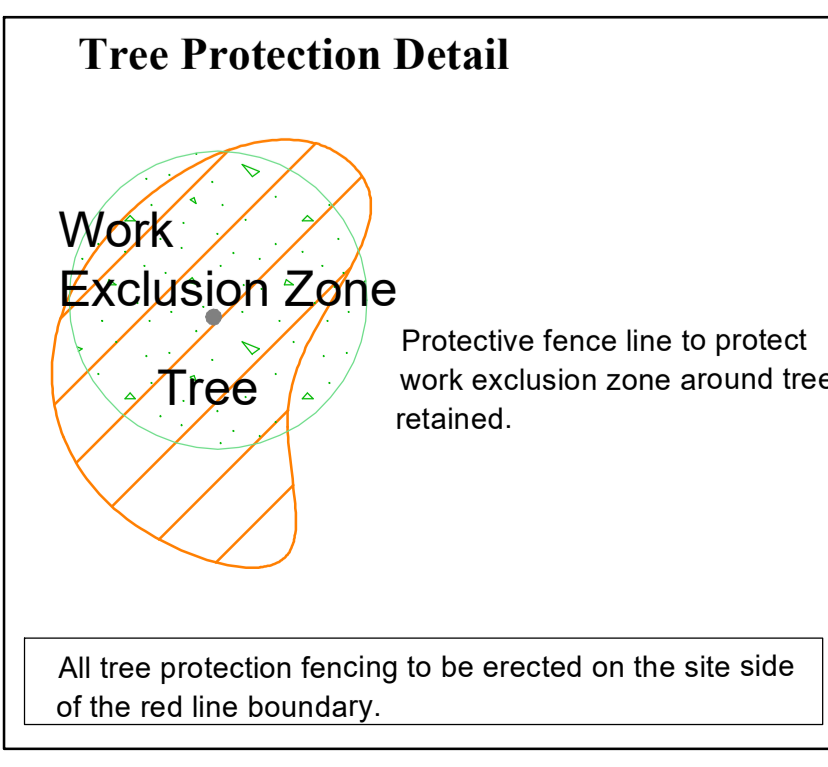 Tree Protection Detail
Work
Exclusion Zone
Tree
Protective fence line to protect
work exclusion zone around tree
retained.
All tree protection fencing to be erected on the site side
of the red line boundary.